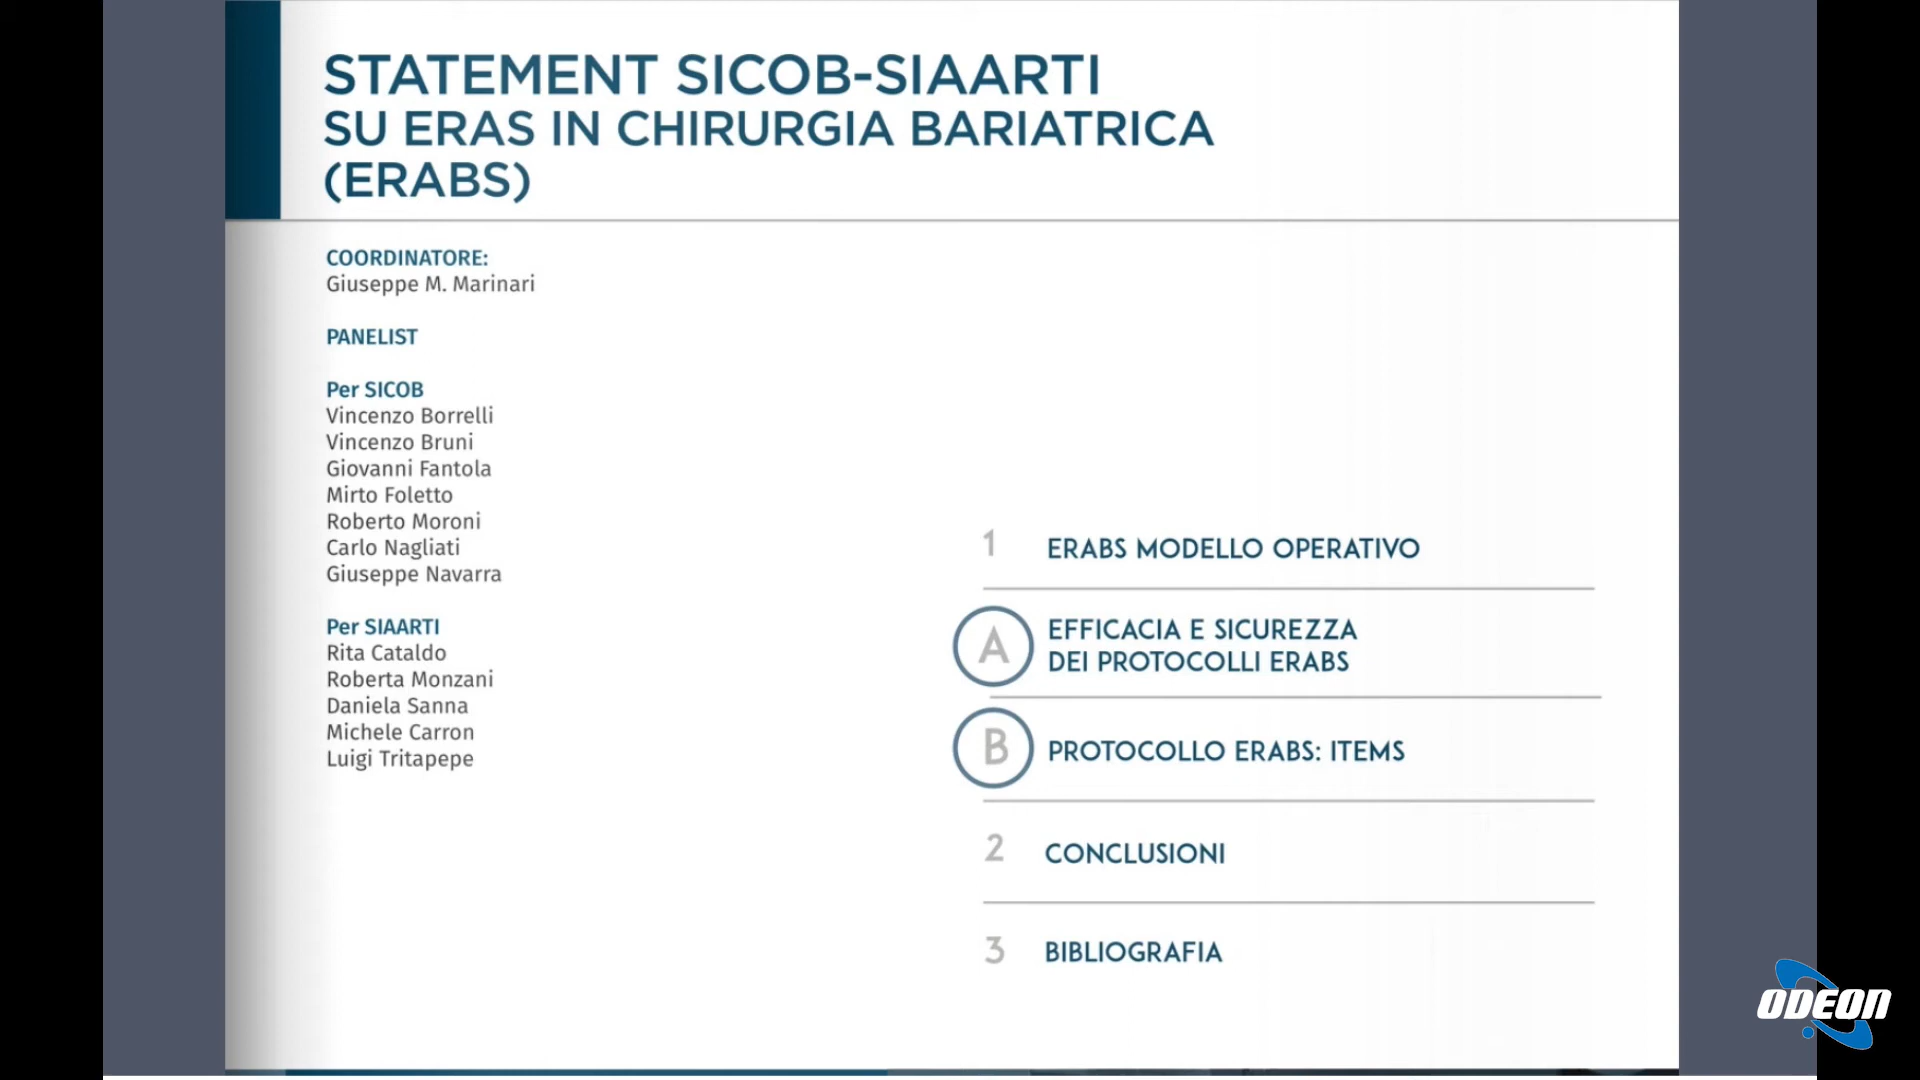 STATEMENT SICOB-SIAARTI
SU ERAS IN CHIRURGIA BARIATRICA
(ERABS)
COORDINATORE:
Giuseppe M. Marinari
PANELIST
Per SICOB
Vincenzo Borrelli
Vincenzo Bruni
Giovanni Fantola
Mirto Foletto
Roberto Moroni
Carlo Nagliati
Giuseppe Navarra
Per SIAARTI
Rita Cataldo
Roberta Monzani
Daniela Sanna
Michele Carron
Luigi Tritapepe
1 ERABS MODELLO OPERATIVO
A EFFICACIA E SICUREZZA
DEI PROTOCOLLI ERABS
B PROTOCOLLO ERABS: ITEMS
2 CONCLUSIONI
3 BIBLIOGRAFIA
ODEON